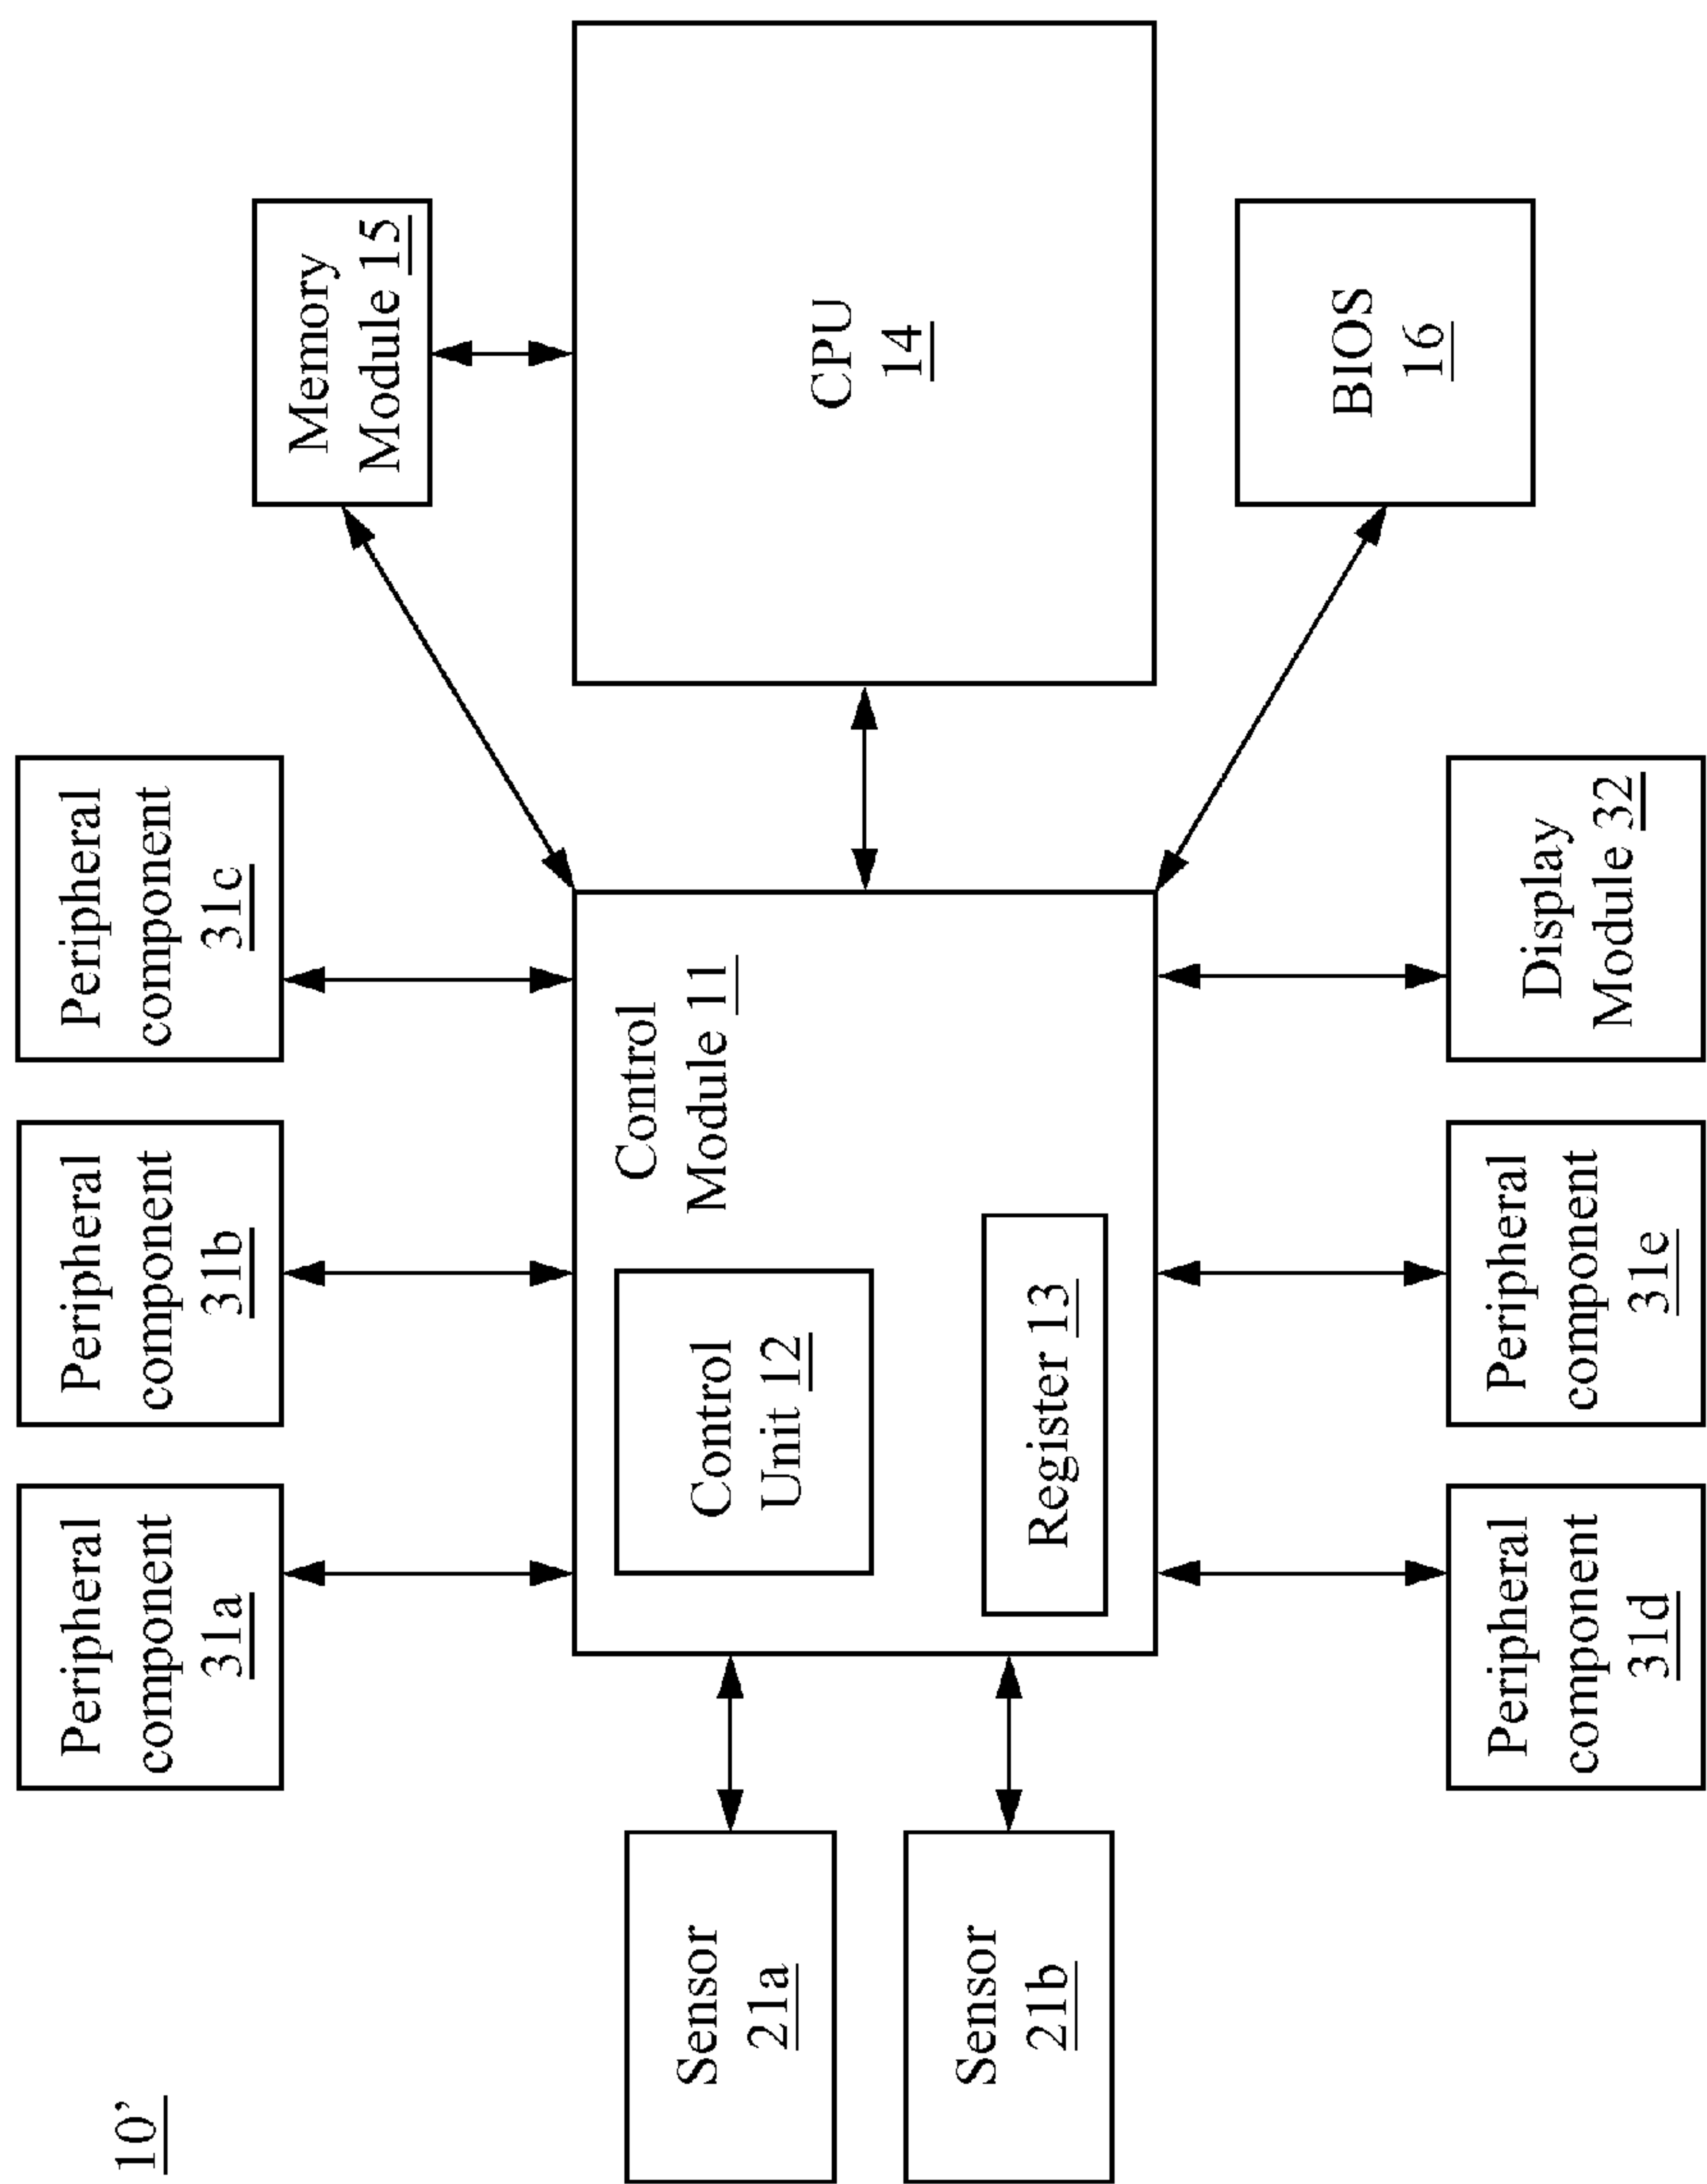 10’
Peripheral
component
31a
Peripheral
component
31b
Peripheral
component
31c
Memory
Module 15
Sensor
21a
Sensor
21b
Control
Module 11
Control
Unit 12
Register 13
CPU
14
BIOS
16
Peripheral
component
31d
Peripheral
component
31e
Display
Module 32